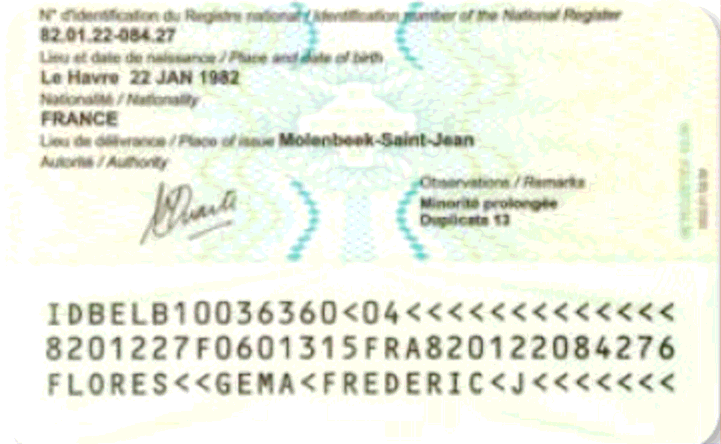 N° d'identification du Registre national / Identification number of the National Register
82.01.22-084.27
Lieu et date de naissance / Place and date of birth
Le Havre 22 JAN 1982
Nationalité / Nationality
FRANCE
Lieu de délivrance / Place of issue Molenbeek-Saint-Jean
Autorité / Authority
Observations / Remarks
Minorité prolongée
Duplicata 13
IDBELB10036360<04<<<<<<<<<<<<<
8201227F0601315FRA820122084276
FLORES<<GEMA<FREDERIC<J<<<<<<<